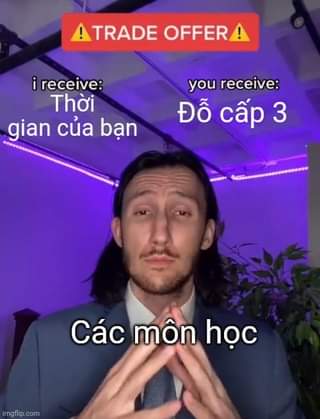 ⚠TRADE OFFER⚠
i receive:
Thời
gian của bạn
you receive:
Đỗ cấp 3
Các môn học
imgflip.com